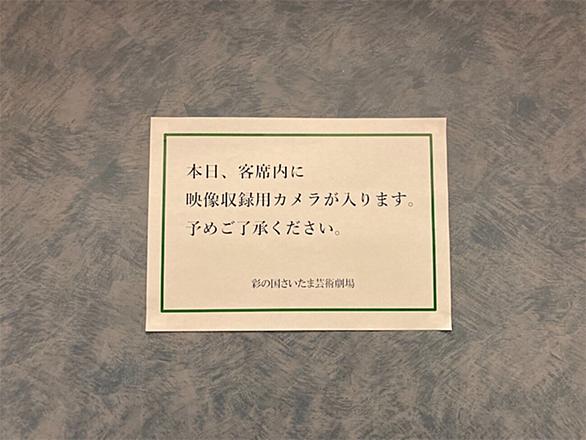 本日、客席内に
映像収録用カメラが入ります。
予めご了承ください。
彩の国さいたま芸術劇場